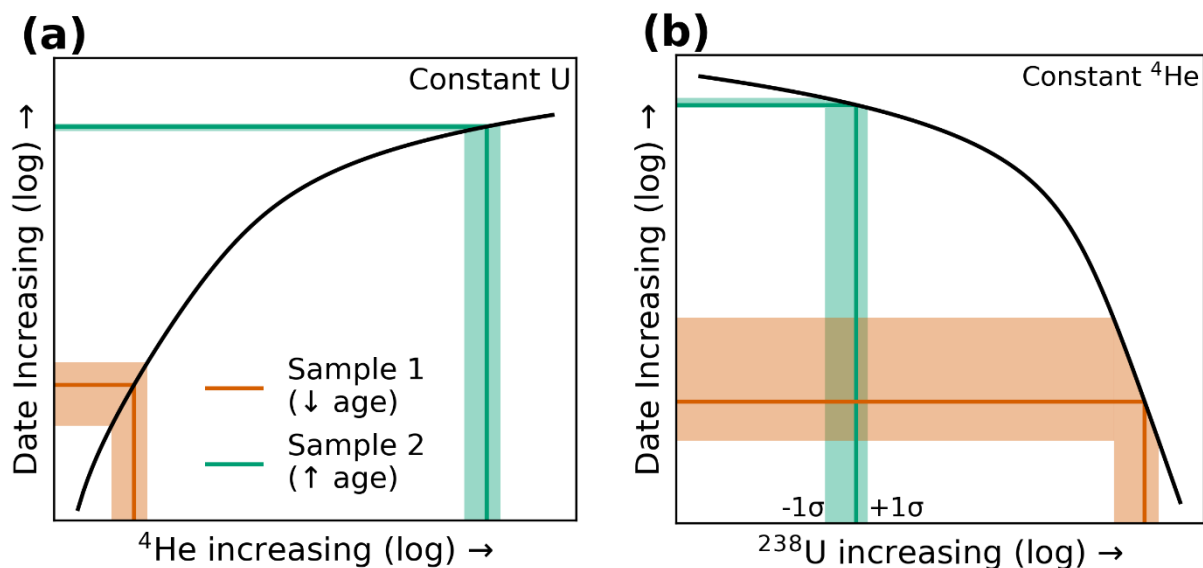 (a)
Constant U
Date Increasing (log) →
Sample 1
(↓ age)
Sample 2
(↑ age)
⁴He increasing (log) →
(b)
Constant ⁴He
Date Increasing (log) →
-1σ
+1σ
²³⁸U increasing (log) →